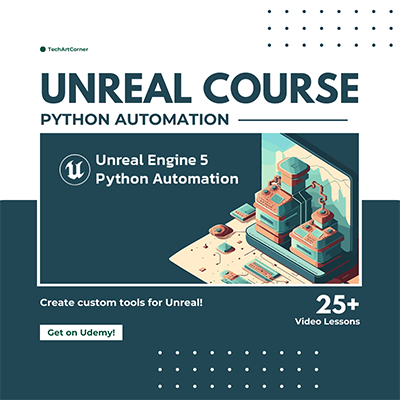 TechArtCorner
UNREAL COURSE
PYTHON AUTOMATION
Unreal Engine 5
Python Automation
Create custom tools for Unreal!
25+
Video Lessons
Get on Udemy!